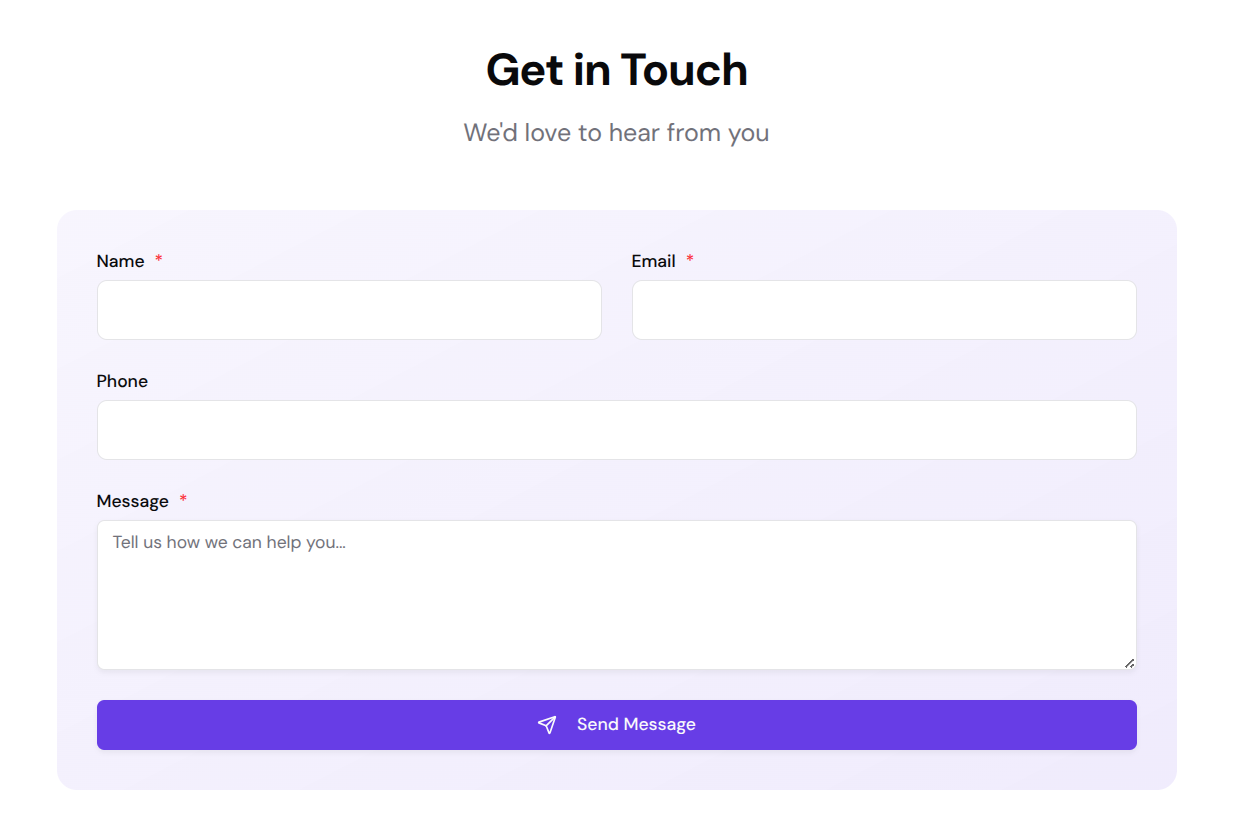 Get in Touch
We'd love to hear from you
Name *
Email *
Phone
Message *
Tell us how we can help you...
Send Message